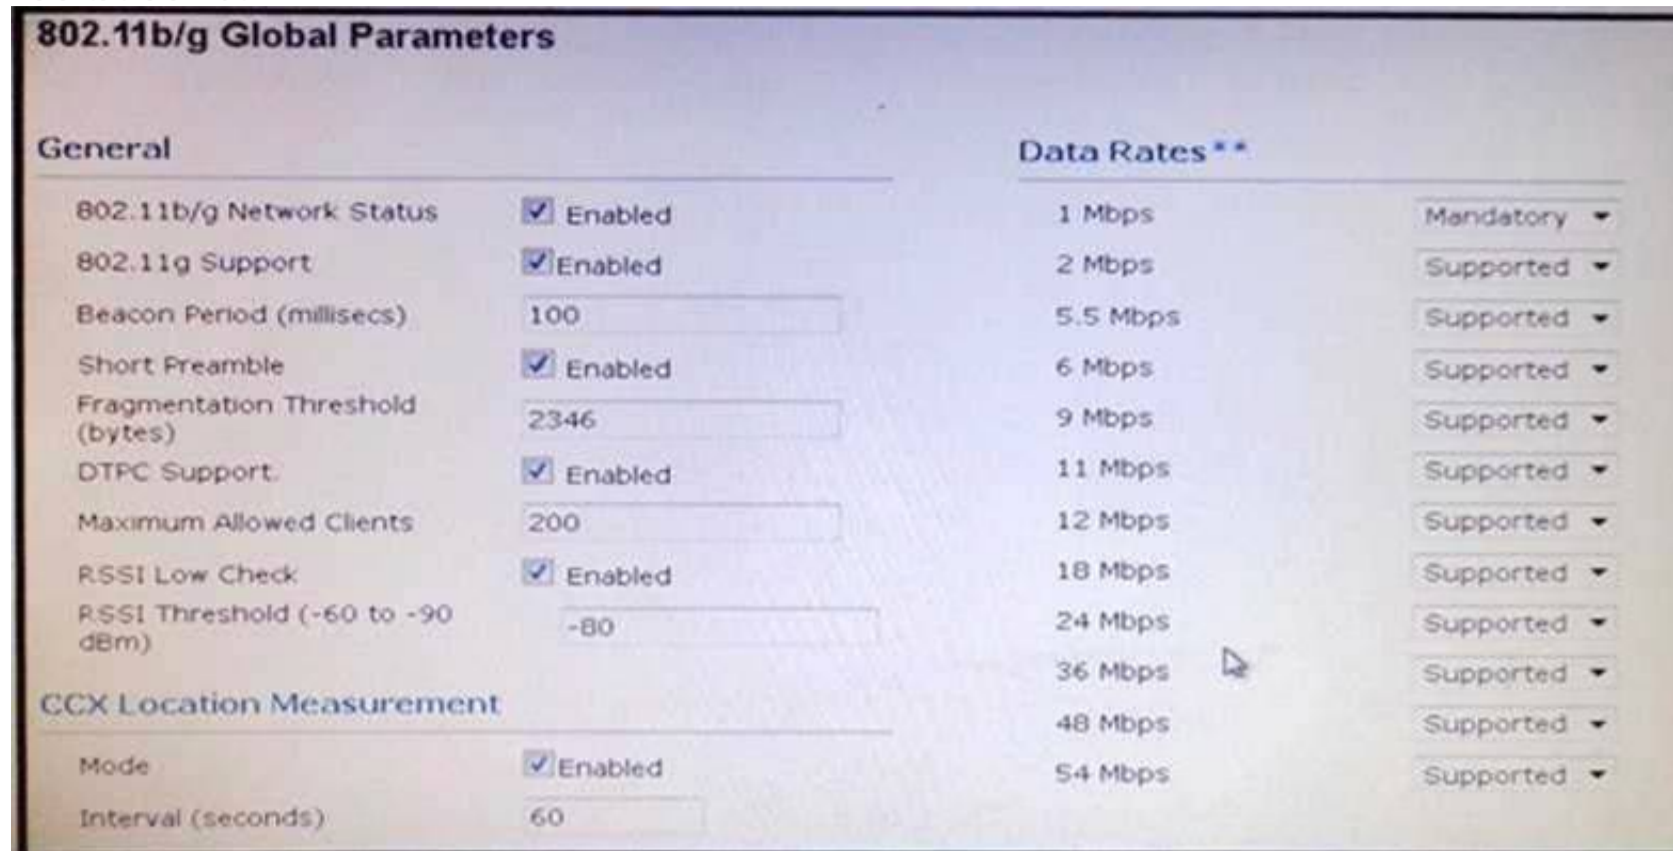 802.11b/g Global Parameters
General
802.11b/g Network Status Enabled
802.11g Support Enabled
Beacon Period (millisecs) 100
Short Preamble Enabled
Fragmentation Threshold
(bytes) 2346
DTPC Support. Enabled
Maximum Allowed Clients 200
RSSI Low Check Enabled
RSSI Threshold (-60 to -90
dBm) -80
CCX Location Measurement
Mode Enabled
Interval (seconds) 60
Data Rates**
1 Mbps Mandatory
2 Mbps Supported
5.5 Mbps Supported
6 Mbps Supported
9 Mbps Supported
11 Mbps Supported
12 Mbps Supported
18 Mbps Supported
24 Mbps Supported
36 Mbps Supported
48 Mbps Supported
54 Mbps Supported